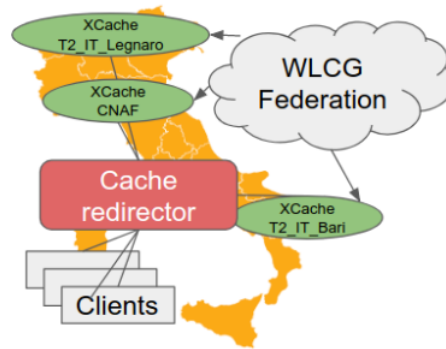 XCache
T2_IT_Legnaro
WLCG
Federation
XCache
CNAF
Cache
redirector
XCache
T2_IT_Bari
Clients